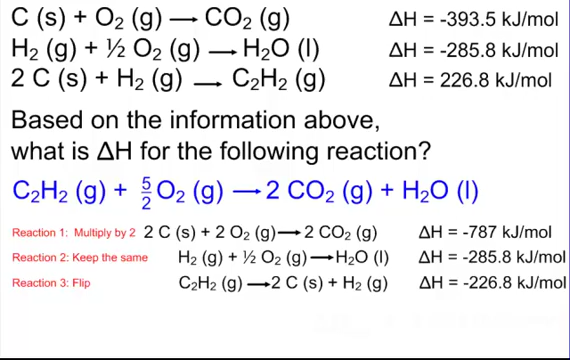 C (s) + O₂ (g) ⟶ CO₂ (g) ΔH = -393.5 kJ/mol
H₂ (g) + ½ O₂ (g) ⟶ H₂O (l) ΔH = -285.8 kJ/mol
2 C (s) + H₂ (g) ⟶ C₂H₂ (g) ΔH = 226.8 kJ/mol
Based on the information above,
what is ΔH for the following reaction?
C₂H₂ (g) + 5/2 O₂ (g) ⟶ 2 CO₂ (g) + H₂O (l)
Reaction 1: Multiply by 2 2 C (s) + 2 O₂ (g) ⟶ 2 CO₂ (g) ΔH = -787 kJ/mol
Reaction 2: Keep the same H₂ (g) + ½ O₂ (g) ⟶ H₂O (l) ΔH = -285.8 kJ/mol
Reaction 3: Flip C₂H₂ (g) ⟶ 2 C (s) + H₂ (g) ΔH = -226.8 kJ/mol